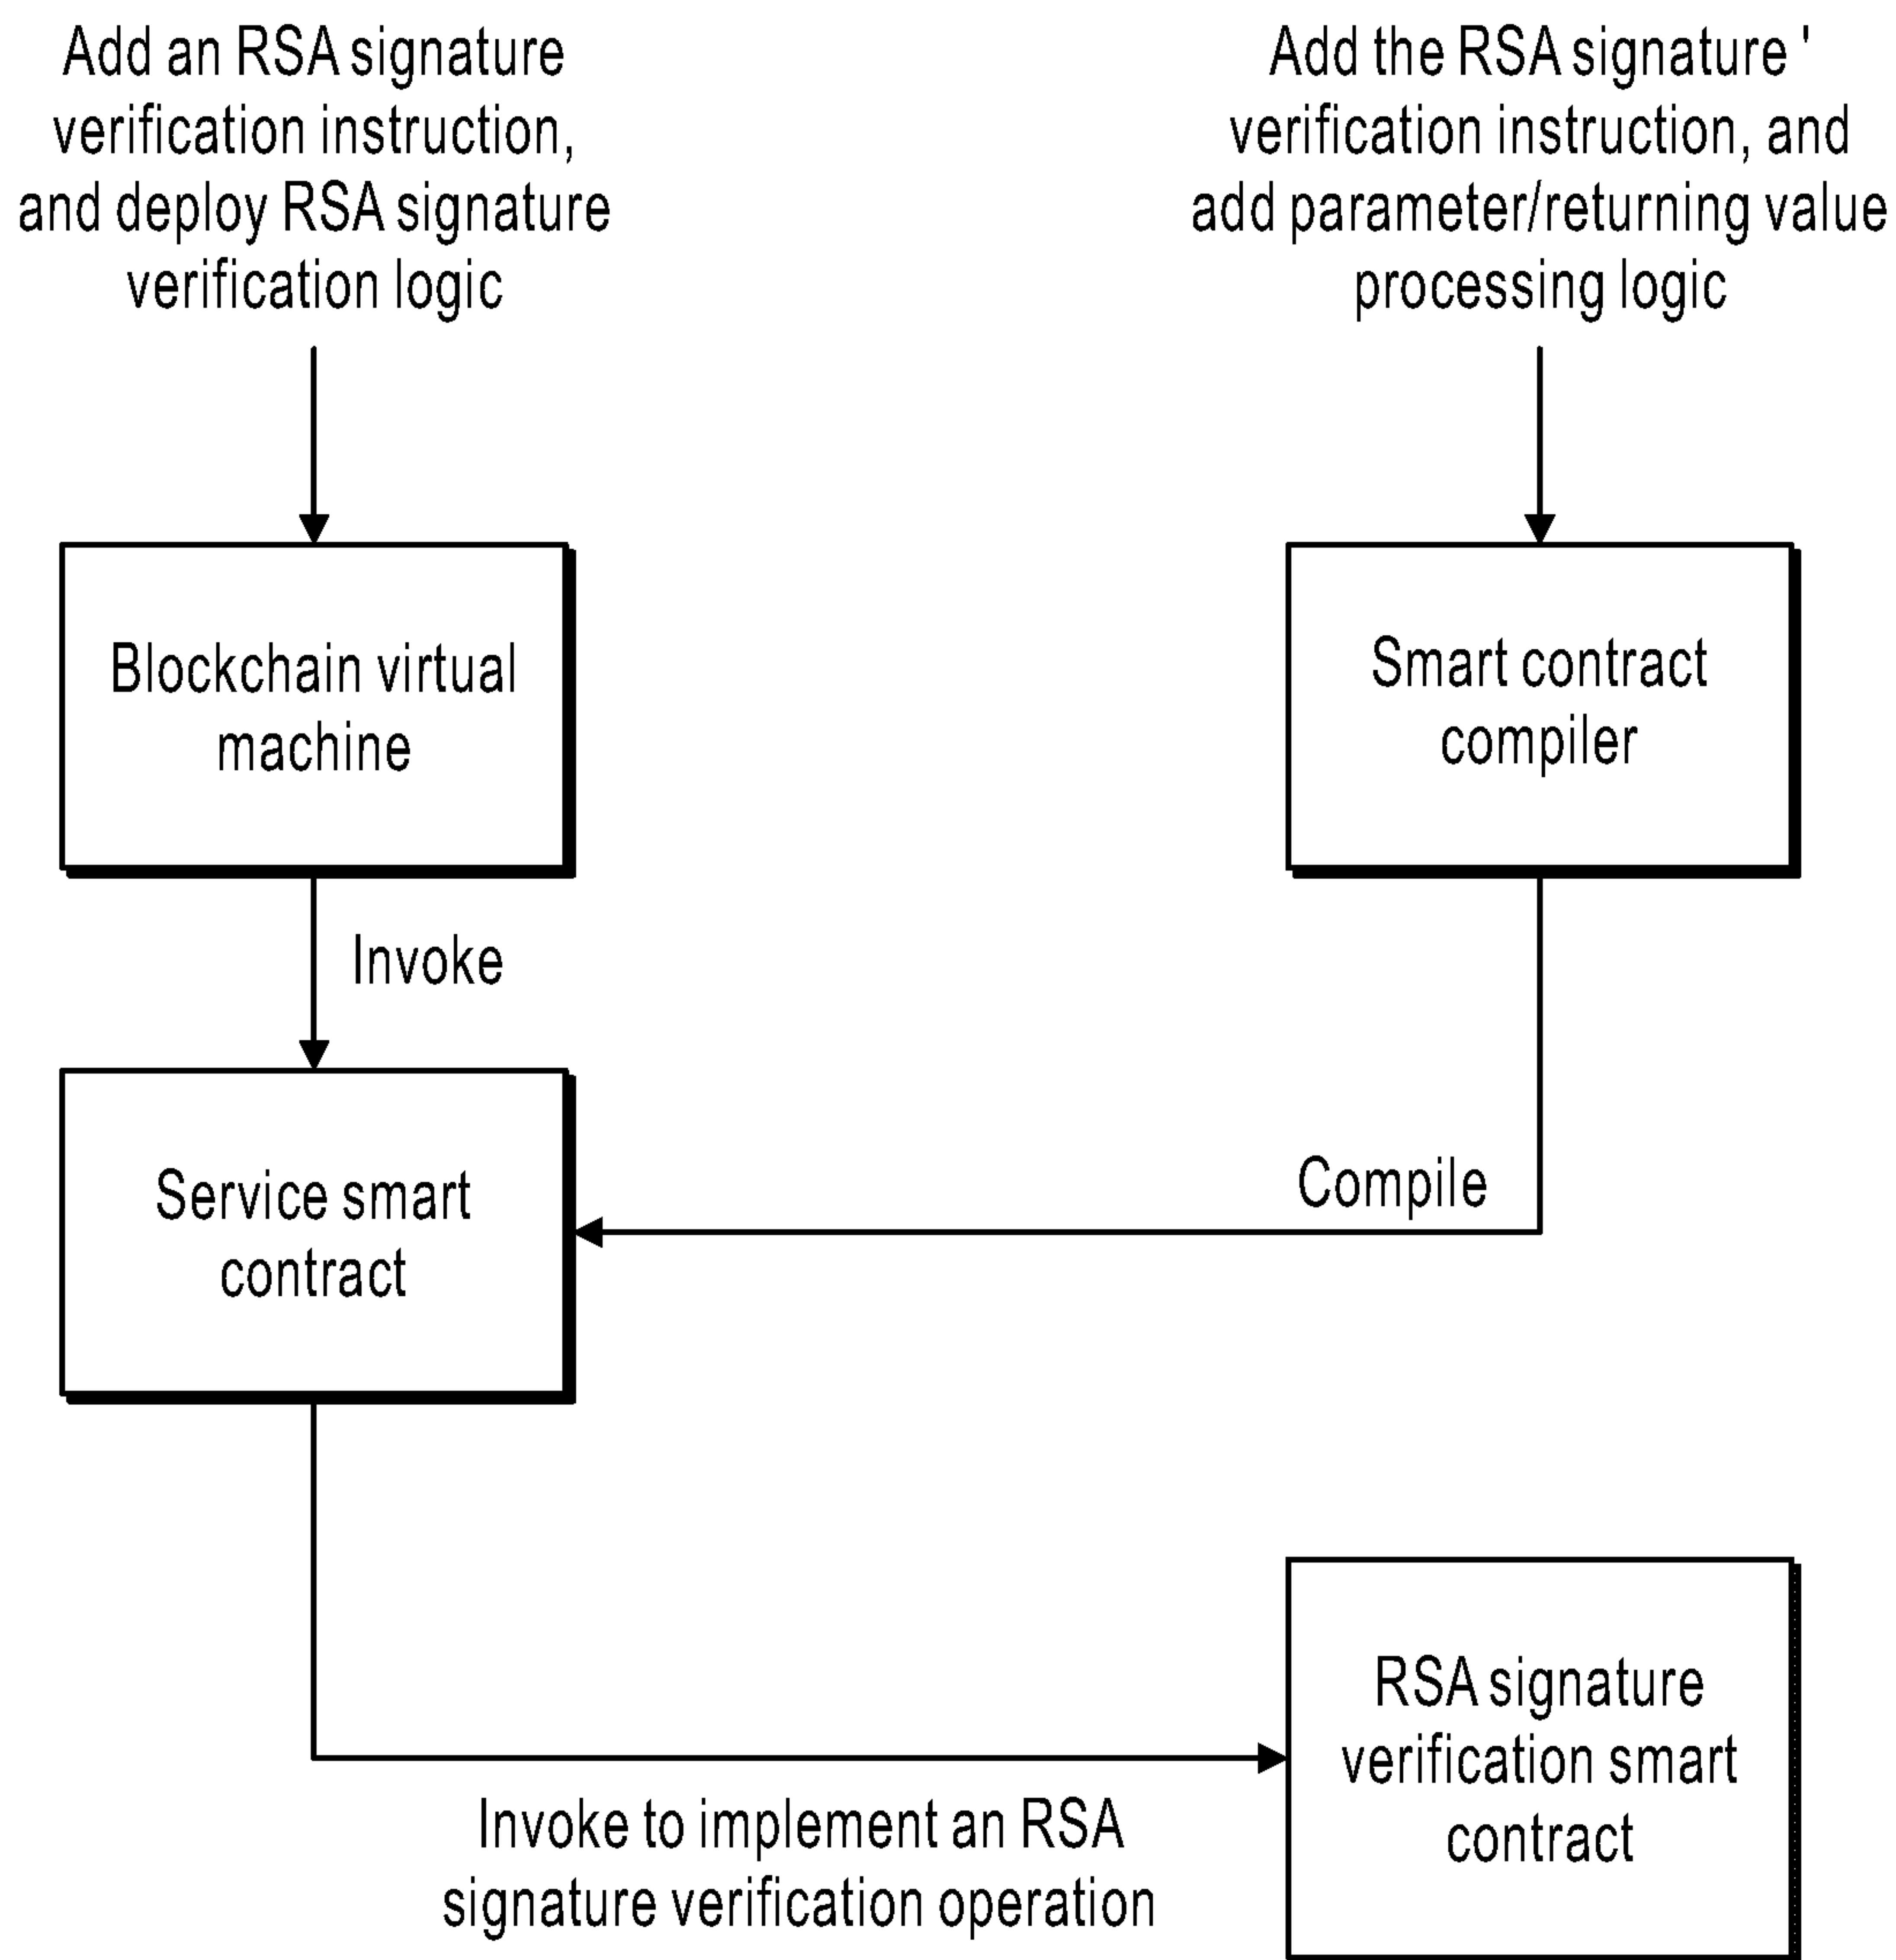 Add an RSA signature
verification instruction,
and deploy RSA signature
verification logic
Add the RSA signature '
verification instruction, and
add parameter/returning value
processing logic
Blockchain virtual
machine
Smart contract
compiler
Invoke
Service smart
contract
Compile
RSA signature
verification smart
contract
Invoke to implement an RSA
signature verification operation